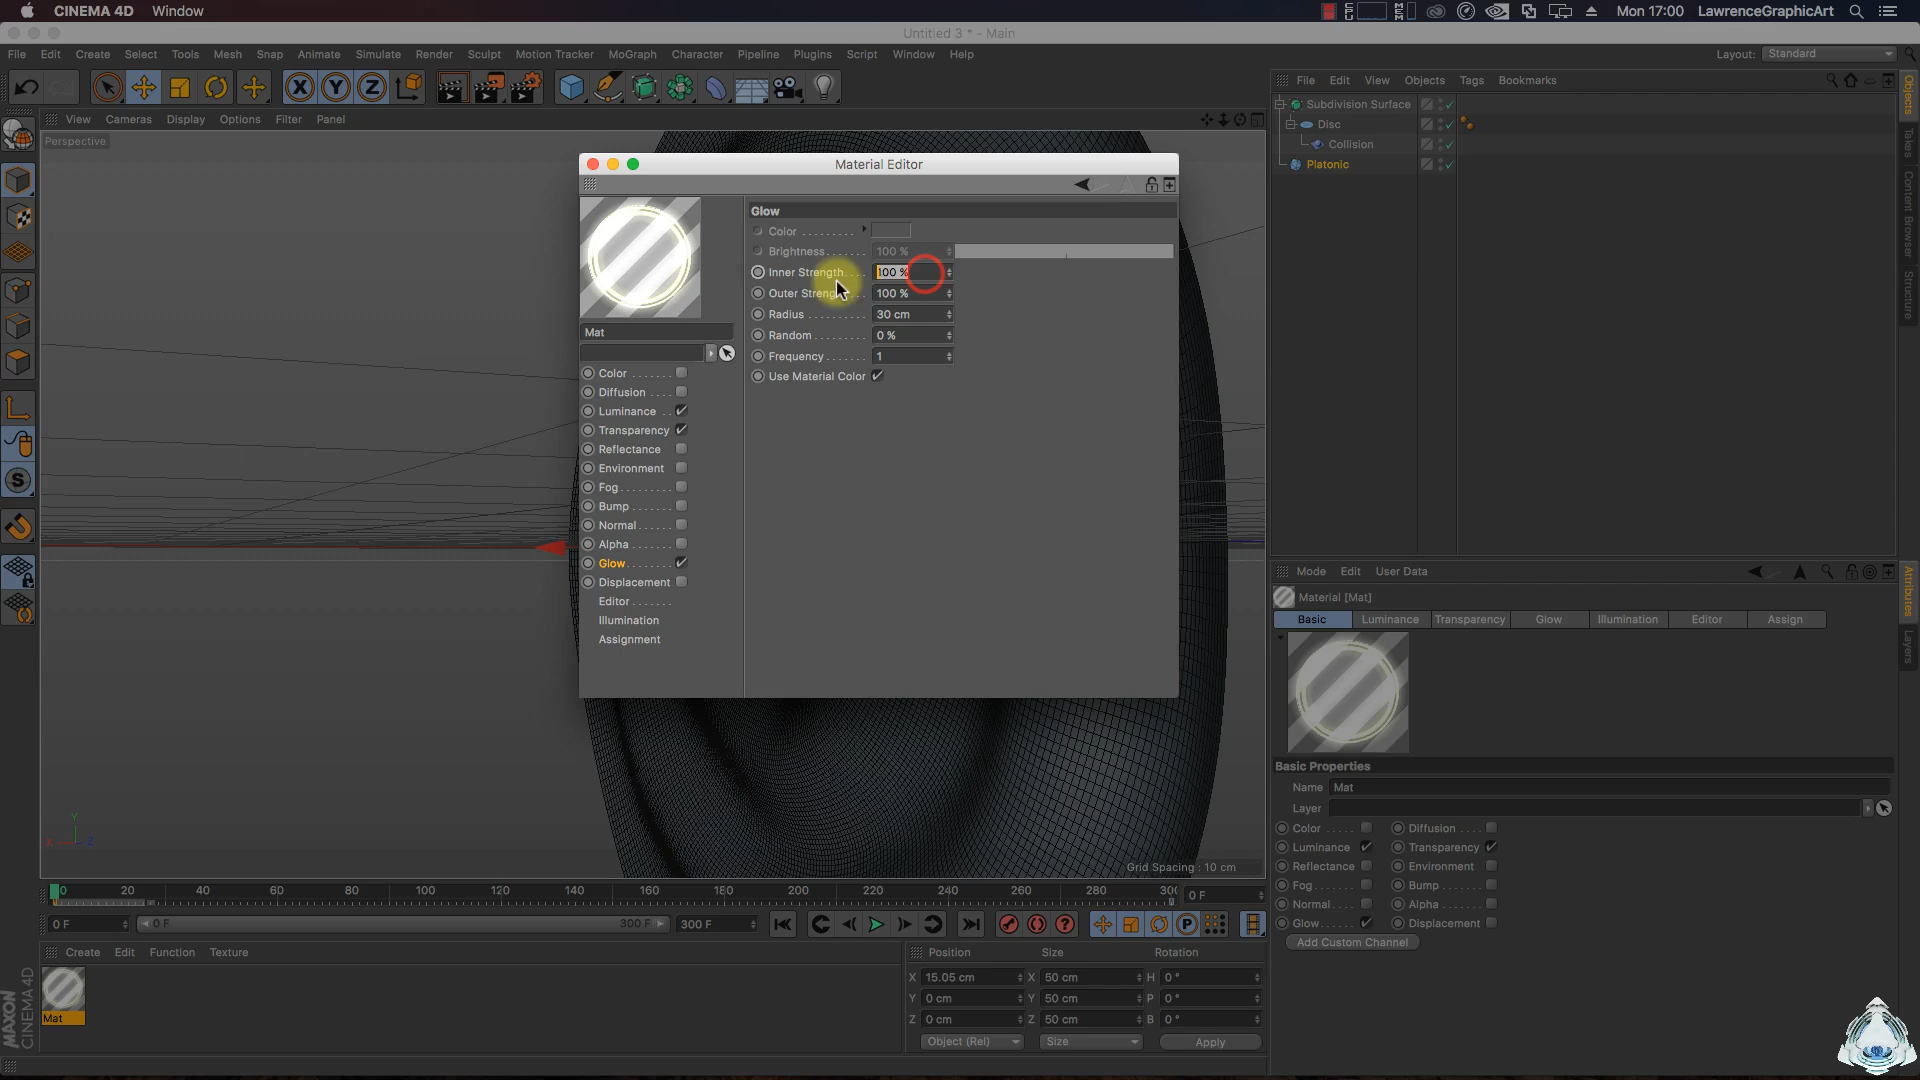 CINEMA 4D Window Mon 17:00 LawrenceGraphicArt
Untitled 3 * - Main
File Edit Create Select Tools Mesh Snap Animate Simulate Render Sculpt Motion Tracker MoGraph Character Pipeline Plugins Script Window Help Layout: Standard
View Cameras Display Options Filter Panel
Perspective
File Edit View Objects Tags Bookmarks
Subdivision Surface
Disc
Collision
Platonic
Objects
Takes
Content Browser
Structure
Material Editor
Glow
Color
Brightness 100 %
Inner Strength 100 %
Outer Streng 100 %
Radius 30 cm
Random 0 %
Frequency 1
Use Material Color
Mat
Color
Diffusion
Luminance
Transparency
Reflectance
Environment
Fog
Bump
Normal
Alpha
Glow
Displacement
Editor
Illumination
Assignment
Mode Edit User Data
Attributes
Layers
Material [Mat]
Basic Luminance Transparency Glow Illumination Editor Assign
Basic Properties
Name Mat
Layer
Color Diffusion
Luminance Transparency
Reflectance Environment
Fog Bump
Normal Alpha
Glow Displacement
Add Custom Channel
Y
X Z
Grid Spacing : 10 cm
0 20 40 60 80 100 120 140 160 180 200 220 240 260 280 300 0 F
0 F 0 F 300 F 300 F
Create Edit Function Texture
Mat
MAXON
CINEMA 4D
Position Size Rotation
X 15.05 cm X 50 cm H 0 °
Y 0 cm Y 50 cm P 0 °
Z 0 cm Z 50 cm B 0 °
Object (Rel) Size Apply